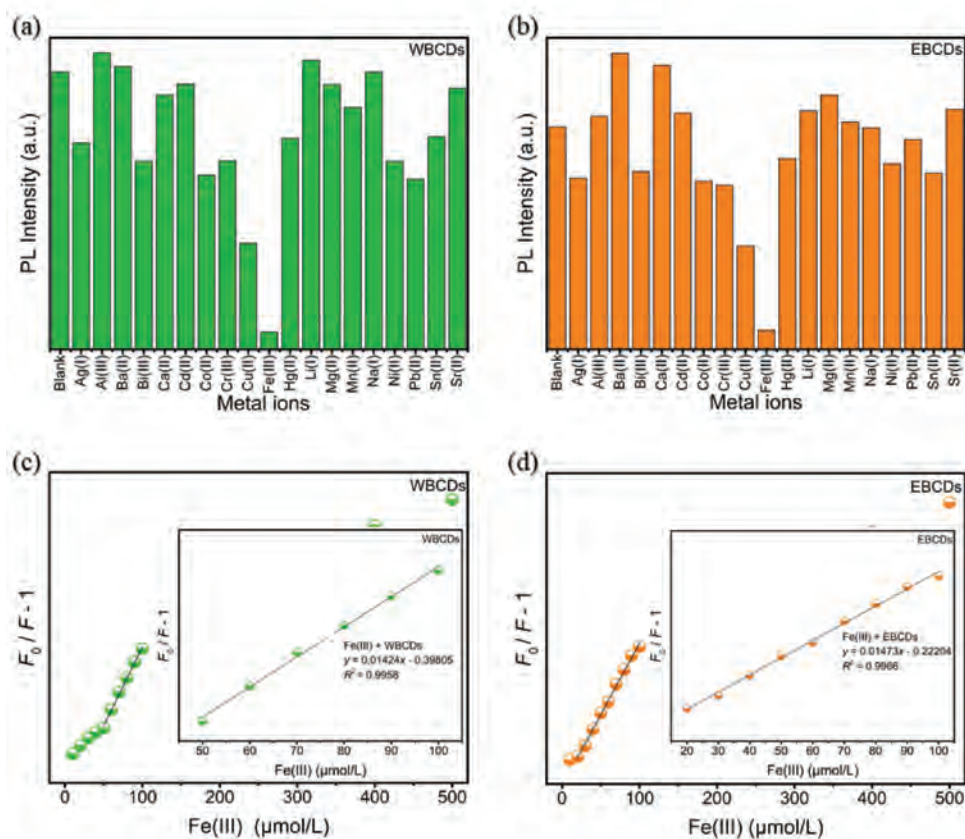 (a)
WBCDs
PL Intensity (a.u.)
Blank
Ag(I)
Al(III)
Ba(II)
Bi(III)
Ca(II)
Cd(II)
Co(II)
Cr(III)
Cu(II)
Fe(III)
Hg(II)
Li(I)
Mg(II)
Mn(II)
Na(I)
Ni(II)
Pb(II)
Sn(II)
Sr(II)
Metal ions
(b)
EBCDs
PL Intensity (a.u.)
Blank
Ag(I)
Al(III)
Ba(II)
Bi(III)
Ca(II)
Cd(II)
Co(II)
Cr(III)
Cu(II)
Fe(III)
Hg(II)
Li(I)
Mg(II)
Mn(II)
Na(I)
Ni(II)
Pb(II)
Sn(II)
Sr(II)
Metal ions
(c)
WBCDs
F0 / F - 1
WBCDs
F0 / F - 1
Fe(III) + WBCDs
y = 0.01424x - 0.39805
R² = 0.9958
50 60 70 80 90 100
Fe(III) (μmol/L)
0 100 200 300 400 500
Fe(III) (μmol/L)
(d)
EBCDs
F0 / F - 1
EBCDs
F0 / F - 1
Fe(III) + EBCDs
y = 0.01473x - 0.22204
R² = 0.9966
20 30 40 50 60 70 80 90 100
Fe(III) (μmol/L)
0 100 200 300 400 500
Fe(III) (μmol/L)